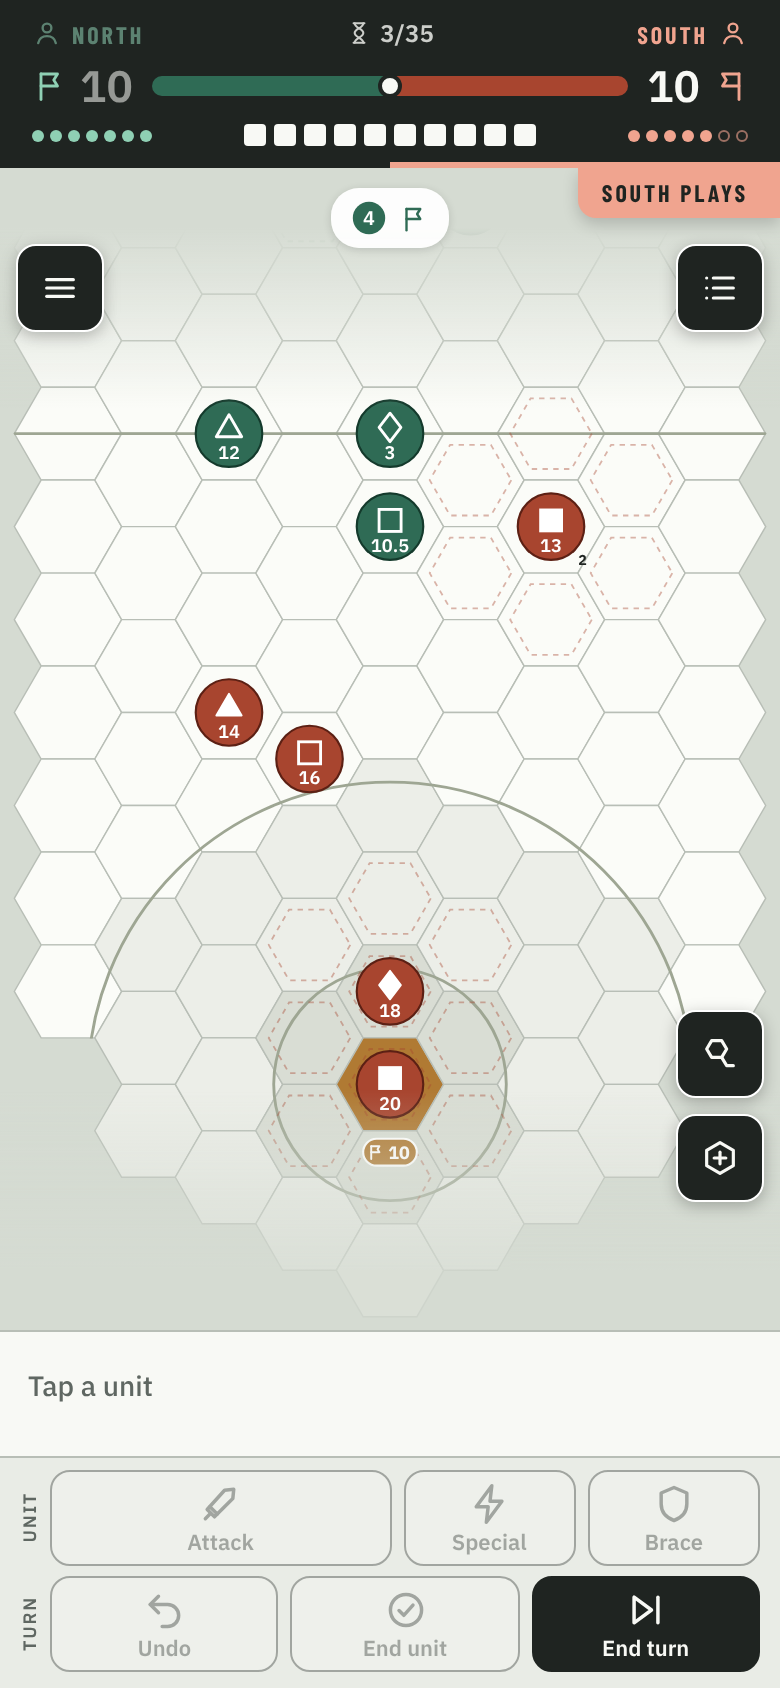 NORTH
3/35
SOUTH
10
10
SOUTH PLAYS
4
12
3
10.5
13
2
14
16
18
20
10
Tap a unit
UNIT
Attack
Special
Brace
TURN
Undo
End unit
End turn